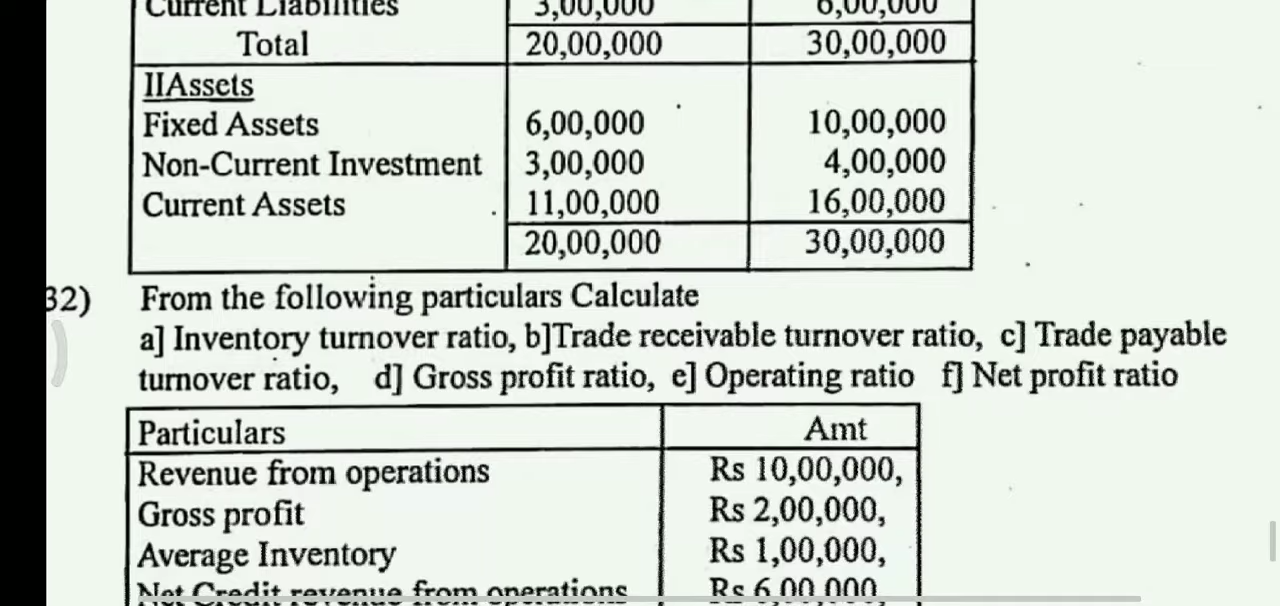 Current Liabilities 3,00,000 6,00,000
Total 20,00,000 30,00,000
IIAssets
Fixed Assets 6,00,000 10,00,000
Non-Current Investment 3,00,000 4,00,000
Current Assets 11,00,000 16,00,000
20,00,000 30,00,000
32) From the following particulars Calculate
a] Inventory turnover ratio, b]Trade receivable turnover ratio, c] Trade payable
turnover ratio, d] Gross profit ratio, e] Operating ratio f] Net profit ratio
Particulars Amt
Revenue from operations Rs 10,00,000,
Gross profit Rs 2,00,000,
Average Inventory Rs 1,00,000,
Net Credit revenue from operations Rs 6,00,000,